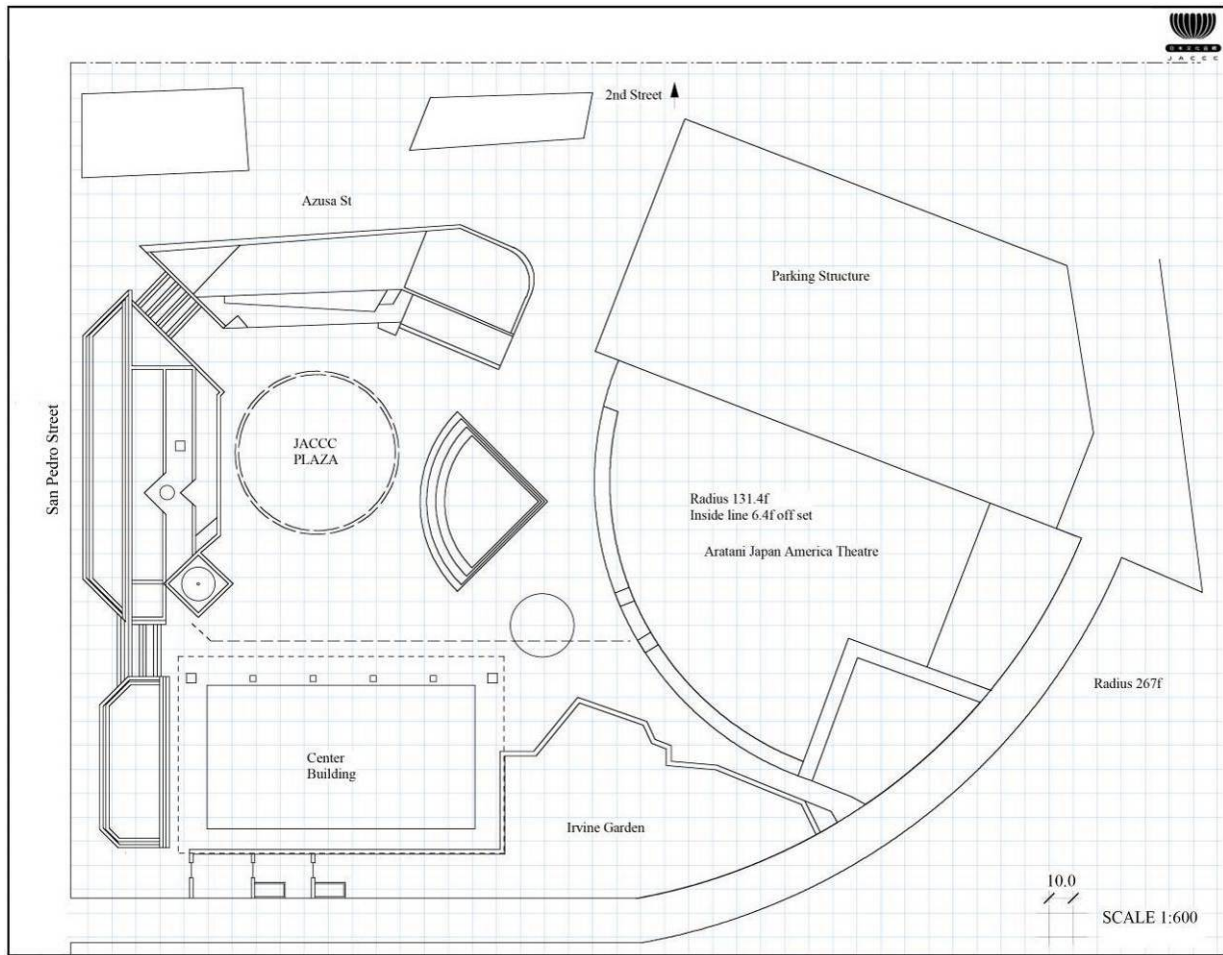 JACCC
2nd Street
Azusa St
Parking Structure
San Pedro Street
JACCC
PLAZA
Radius 131.4f
Inside line 6.4f off set
Aratani Japan America Theatre
Radius 267f
Center
Building
Irvine Garden
10.0
SCALE 1:600